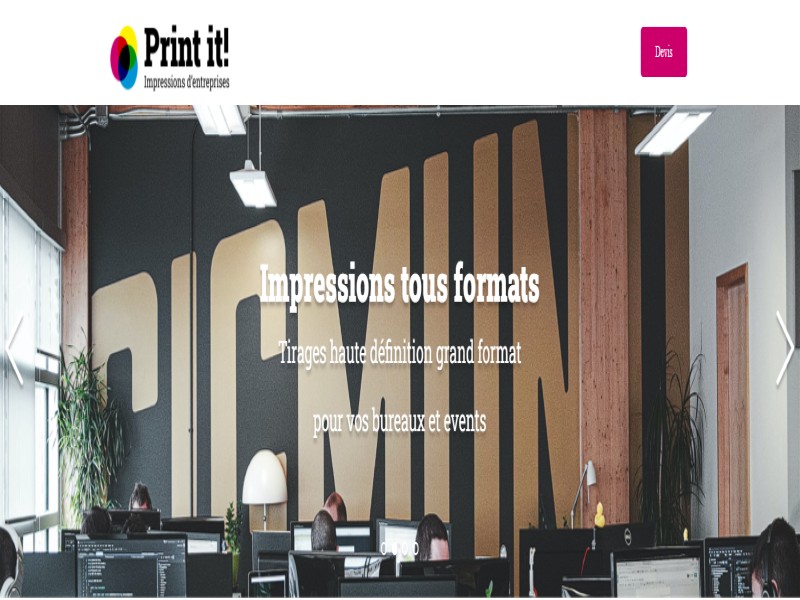 Print it!
Impressions d'entreprises
Devis
Impressions tous formats
Tirages haute définition grand format
pour vos bureaux et events